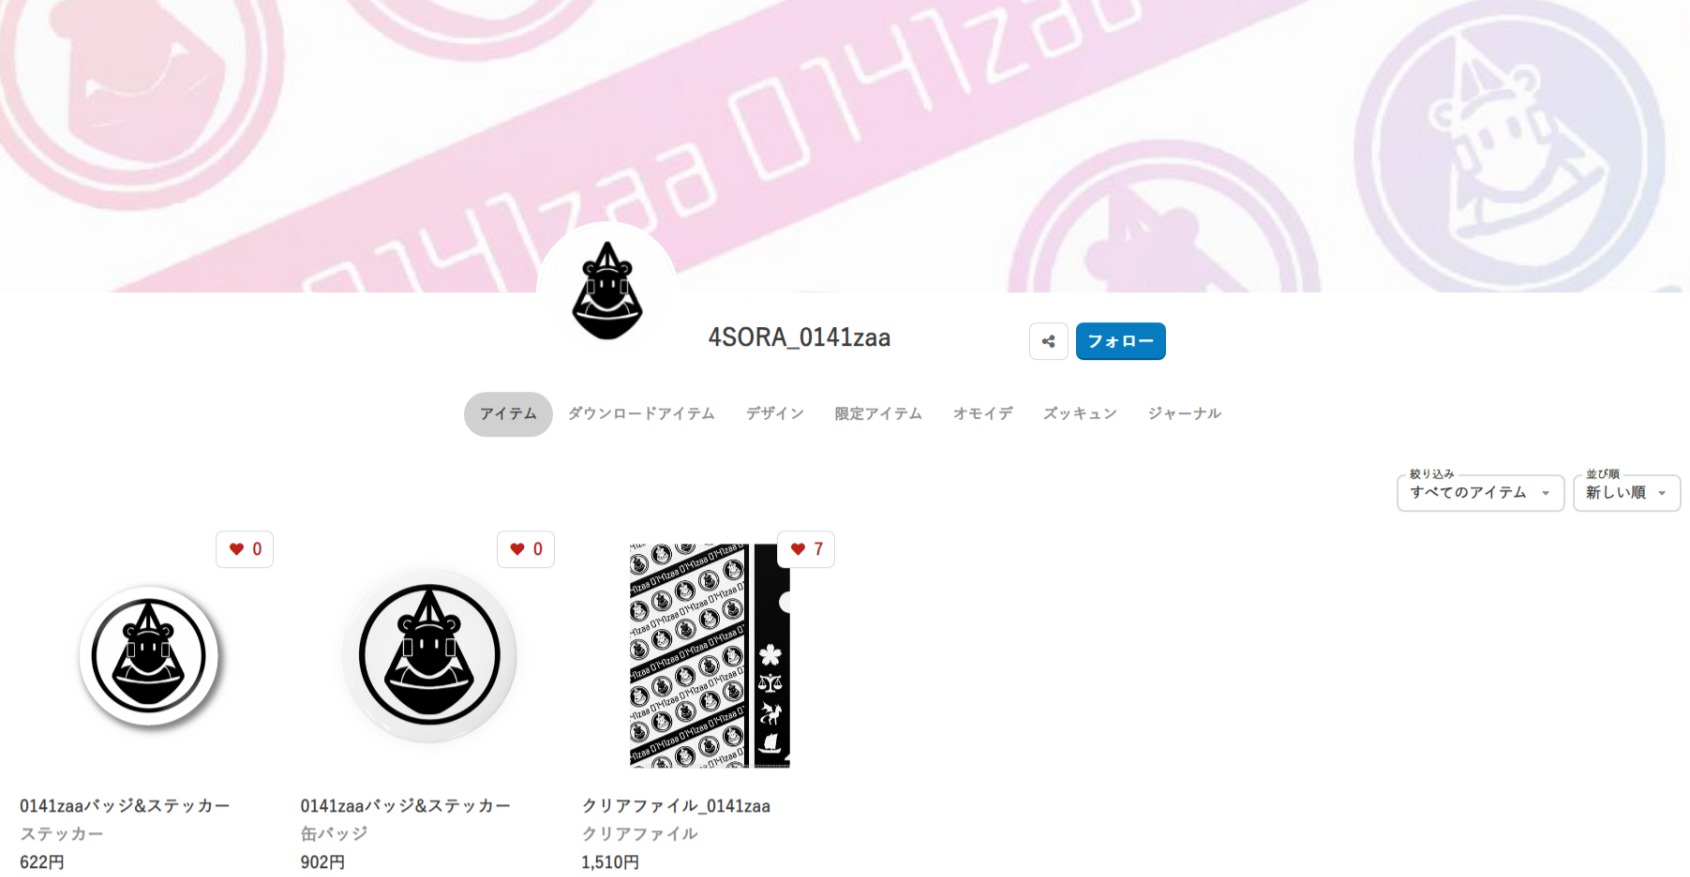 0141zaa 0141zaa
4SORA_0141zaa
フォロー
アイテム ダウンロードアイテム デザイン 限定アイテム オモイデ ズッキュン ジャーナル
絞り込み 並び順
すべてのアイテム 新しい順
0 0 7
0141zaaバッジ&ステッカー 0141zaaバッジ&ステッカー クリアファイル_0141zaa
ステッカー 缶バッジ クリアファイル
622円 902円 1,510円